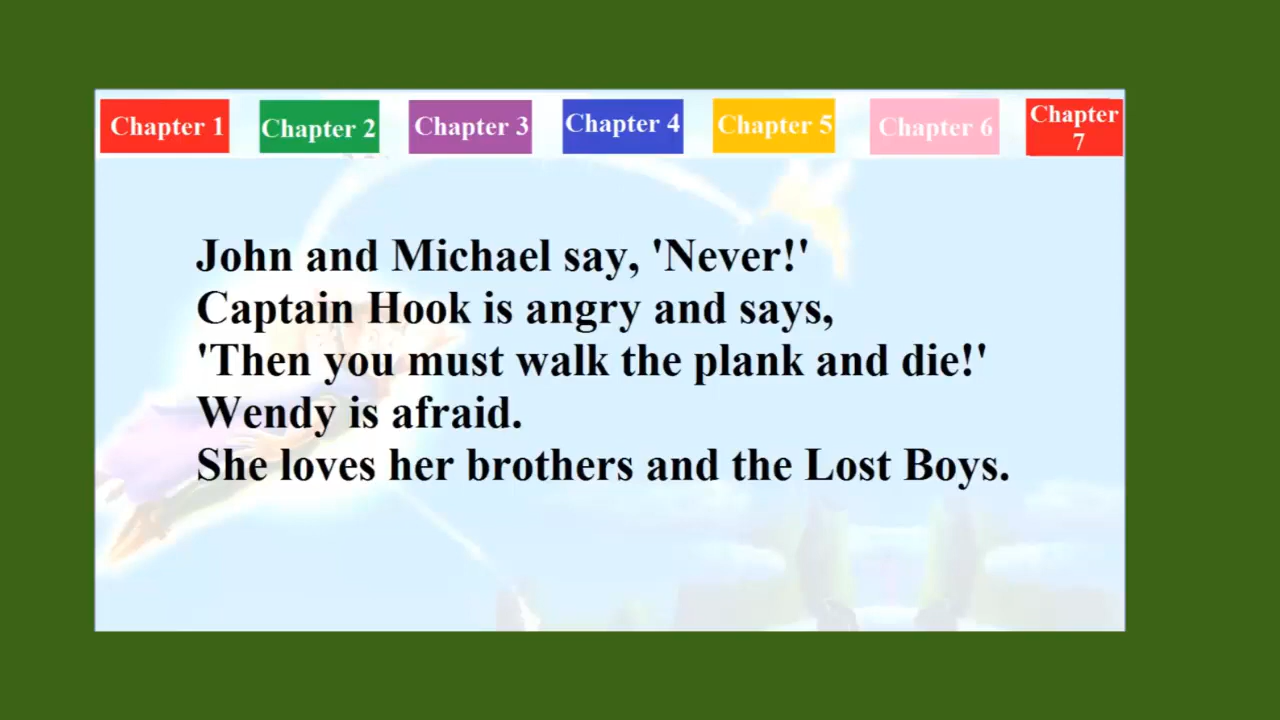 Chapter 1
Chapter 2
Chapter 3
Chapter 4
Chapter 5
Chapter 6
Chapter
7
John and Michael say, 'Never!'
Captain Hook is angry and says,
'Then you must walk the plank and die!'
Wendy is afraid.
She loves her brothers and the Lost Boys.